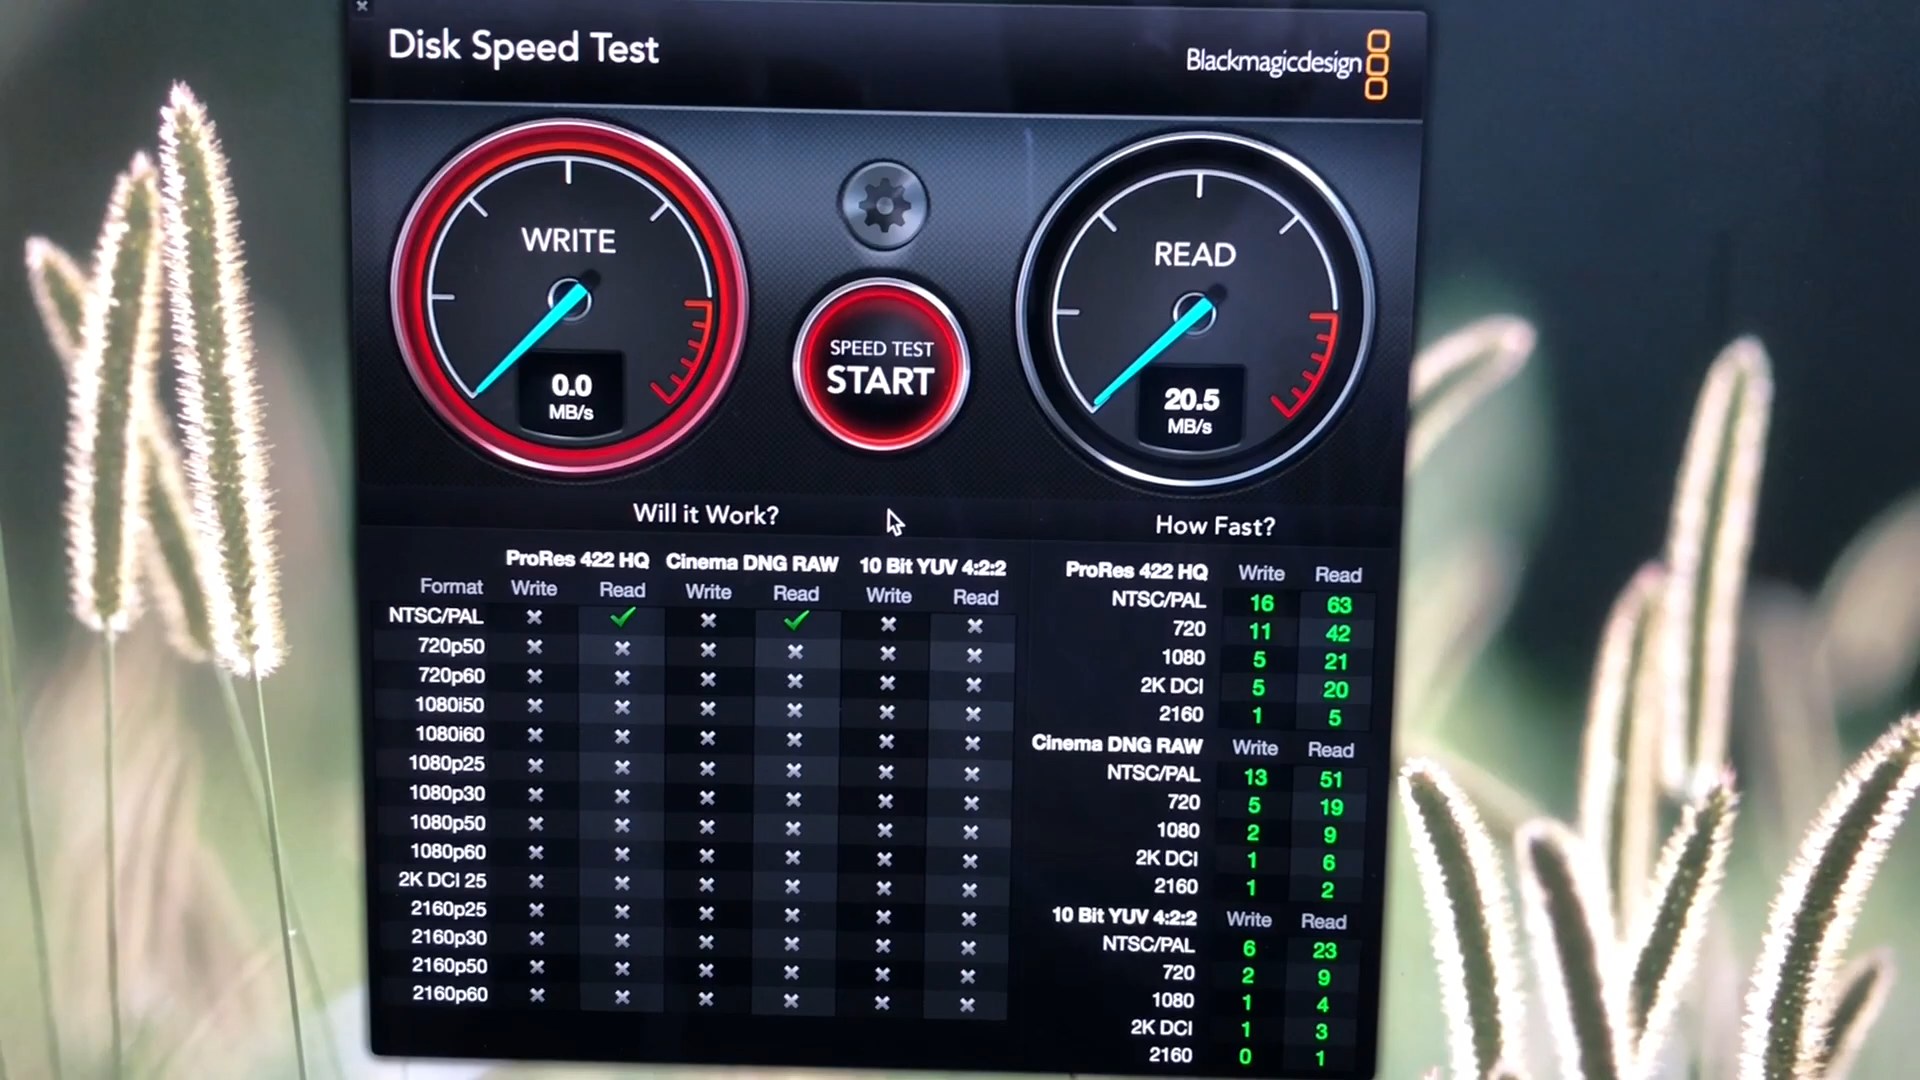 Disk Speed Test
Blackmagicdesign
WRITE
0.0
MB/s
SPEED TEST
START
READ
20.5
MB/s
Will it Work?
ProRes 422 HQ Cinema DNG RAW 10 Bit YUV 4:2:2
Format Write Read Write Read Write Read
NTSC/PAL
720p50
720p60
1080i50
1080i60
1080p25
1080p30
1080p50
1080p60
2K DCI 25
2160p25
2160p30
2160p50
2160p60
How Fast?
ProRes 422 HQ Write Read
NTSC/PAL 16 63
720 11 42
1080 5 21
2K DCI 5 20
2160 1 5
Cinema DNG RAW Write Read
NTSC/PAL 13 51
720 5 19
1080 2 9
2K DCI 1 6
2160 1 2
10 Bit YUV 4:2:2 Write Read
NTSC/PAL 6 23
720 2 9
1080 1 4
2K DCI 1 3
2160 0 1